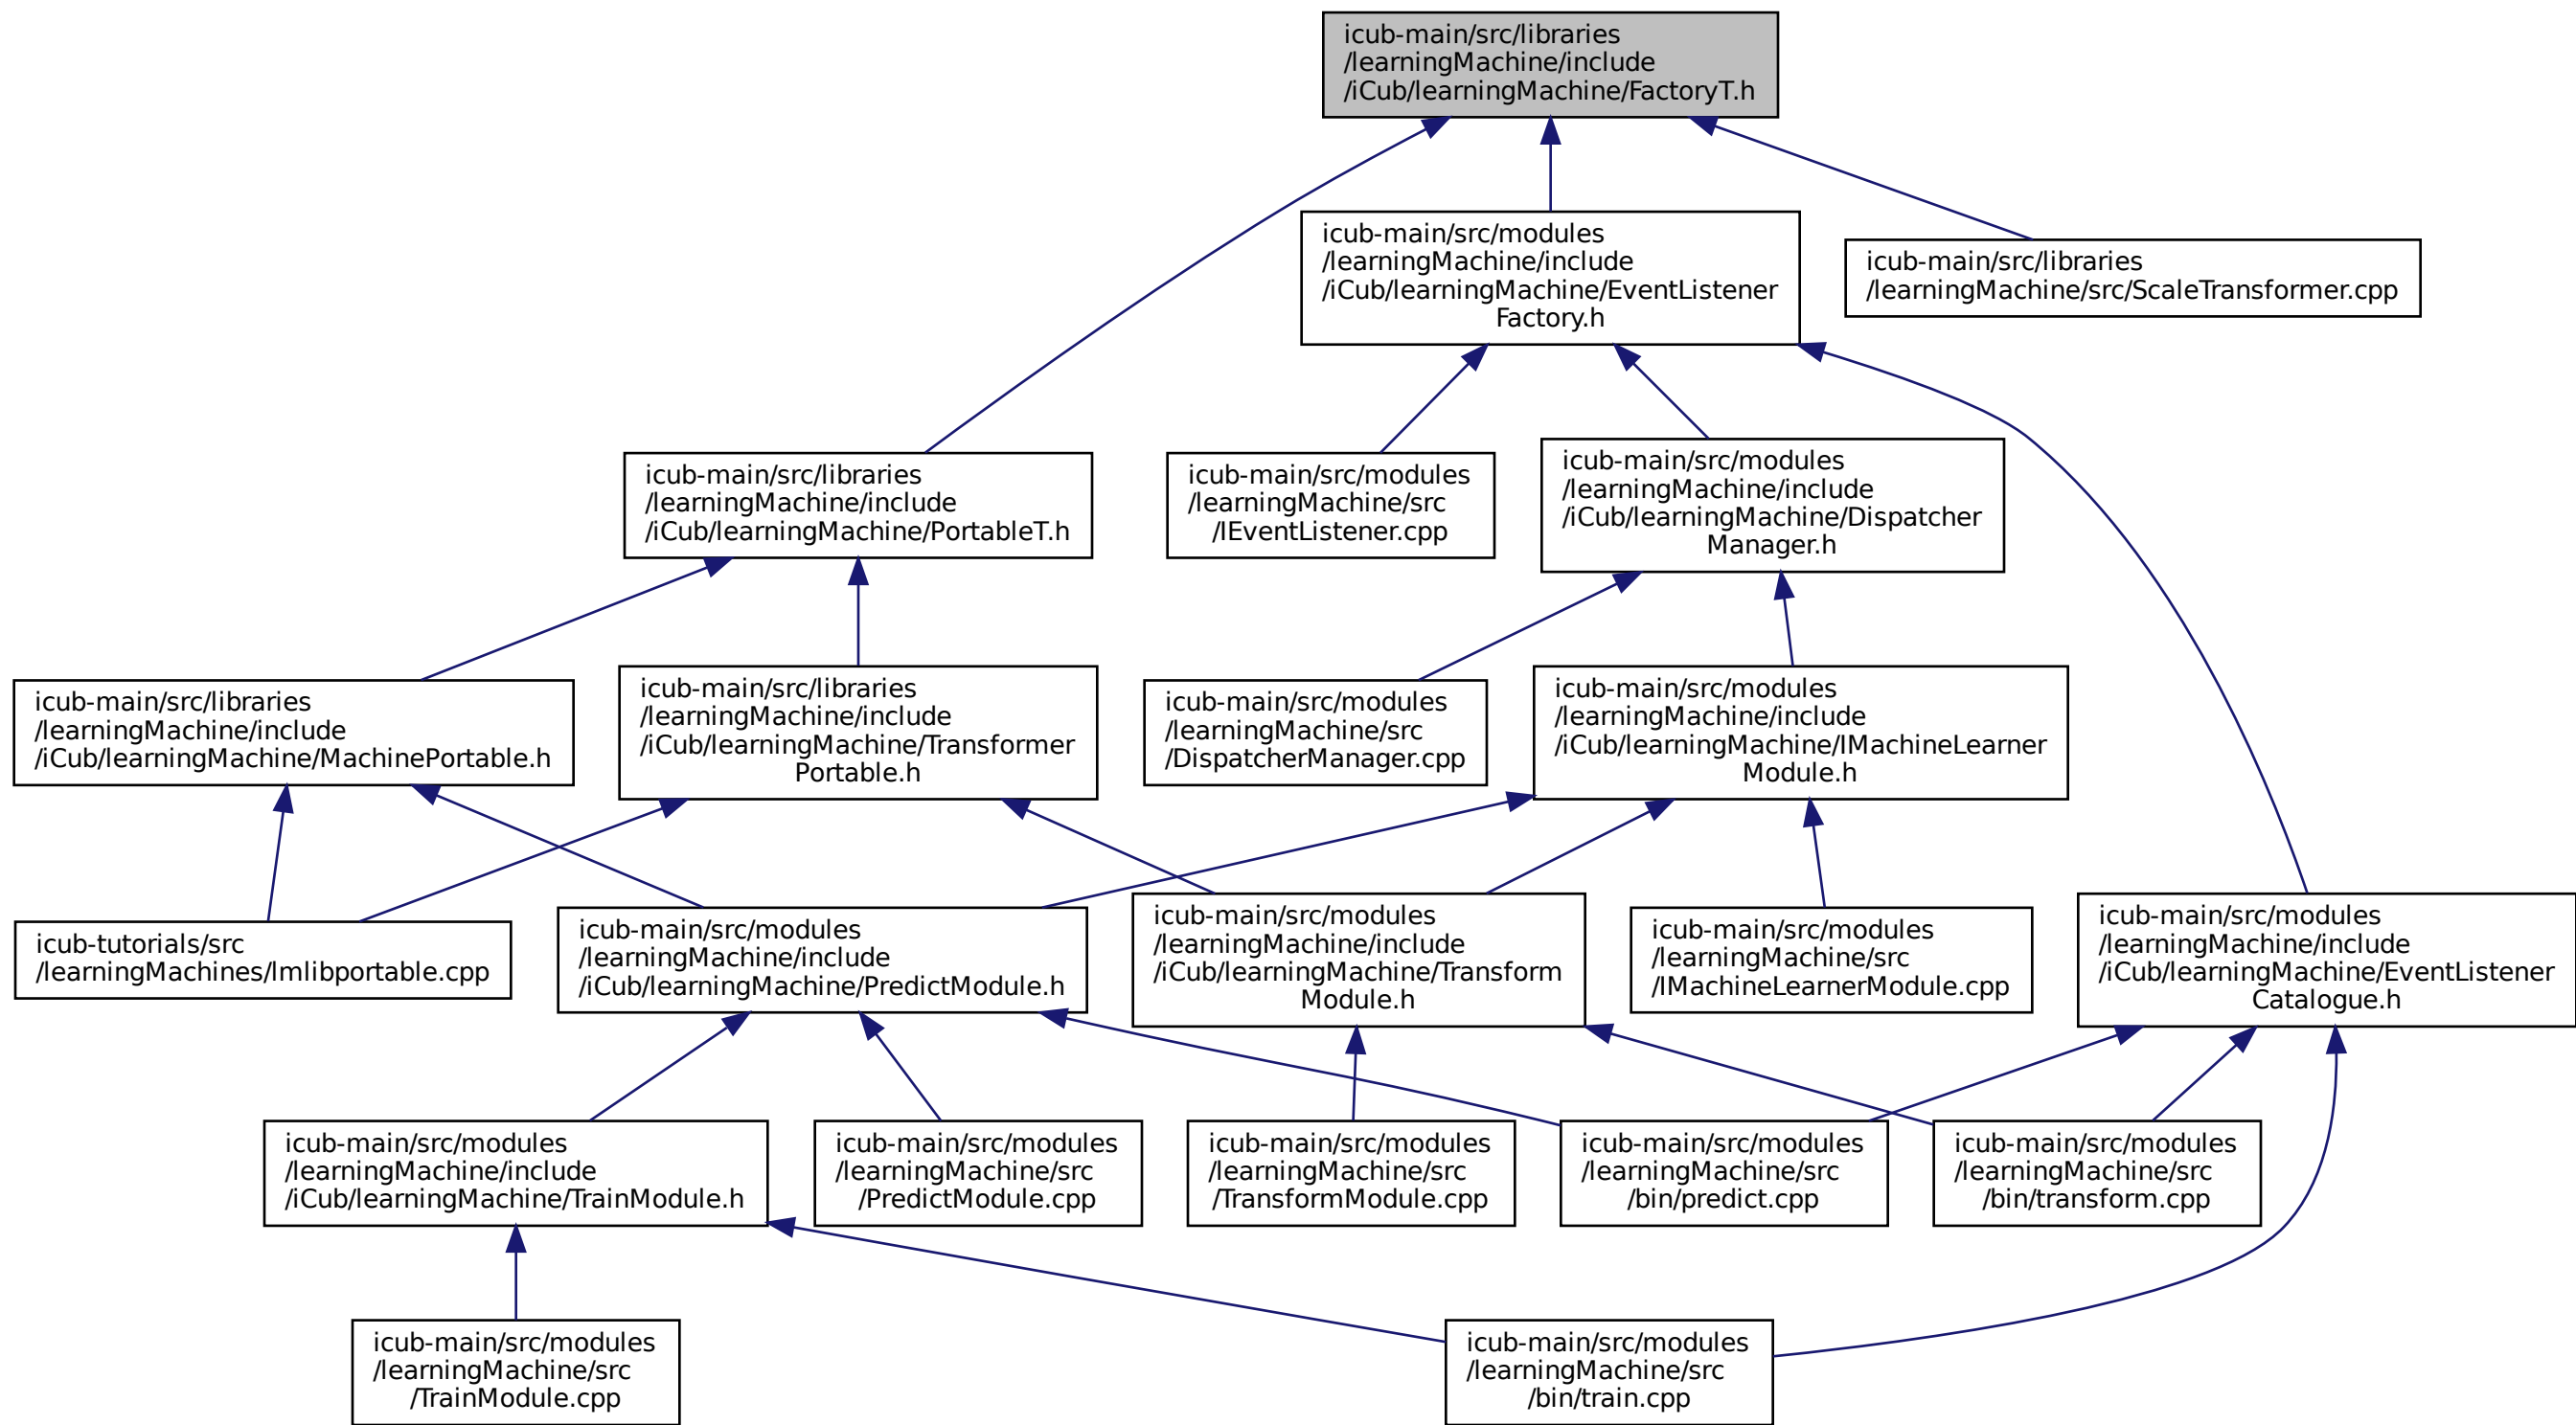 icub-main/src/libraries
/learningMachine/include
/iCub/learningMachine/FactoryT.h
icub-main/src/modules
/learningMachine/include
/iCub/learningMachine/EventListener
Factory.h
icub-main/src/libraries
/learningMachine/src/ScaleTransformer.cpp
icub-main/src/libraries
/learningMachine/include
/iCub/learningMachine/PortableT.h
icub-main/src/modules
/learningMachine/src
/IEventListener.cpp
icub-main/src/modules
/learningMachine/include
/iCub/learningMachine/Dispatcher
Manager.h
icub-main/src/libraries
/learningMachine/include
/iCub/learningMachine/MachinePortable.h
icub-main/src/libraries
/learningMachine/include
/iCub/learningMachine/Transformer
Portable.h
icub-main/src/modules
/learningMachine/src
/DispatcherManager.cpp
icub-main/src/modules
/learningMachine/include
/iCub/learningMachine/IMachineLearner
Module.h
icub-tutorials/src
/learningMachines/lmlibportable.cpp
icub-main/src/modules
/learningMachine/include
/iCub/learningMachine/PredictModule.h
icub-main/src/modules
/learningMachine/include
/iCub/learningMachine/Transform
Module.h
icub-main/src/modules
/learningMachine/src
/IMachineLearnerModule.cpp
icub-main/src/modules
/learningMachine/include
/iCub/learningMachine/EventListener
Catalogue.h
icub-main/src/modules
/learningMachine/include
/iCub/learningMachine/TrainModule.h
icub-main/src/modules
/learningMachine/src
/PredictModule.cpp
icub-main/src/modules
/learningMachine/src
/TransformModule.cpp
icub-main/src/modules
/learningMachine/src
/bin/predict.cpp
icub-main/src/modules
/learningMachine/src
/bin/transform.cpp
icub-main/src/modules
/learningMachine/src
/TrainModule.cpp
icub-main/src/modules
/learningMachine/src
/bin/train.cpp